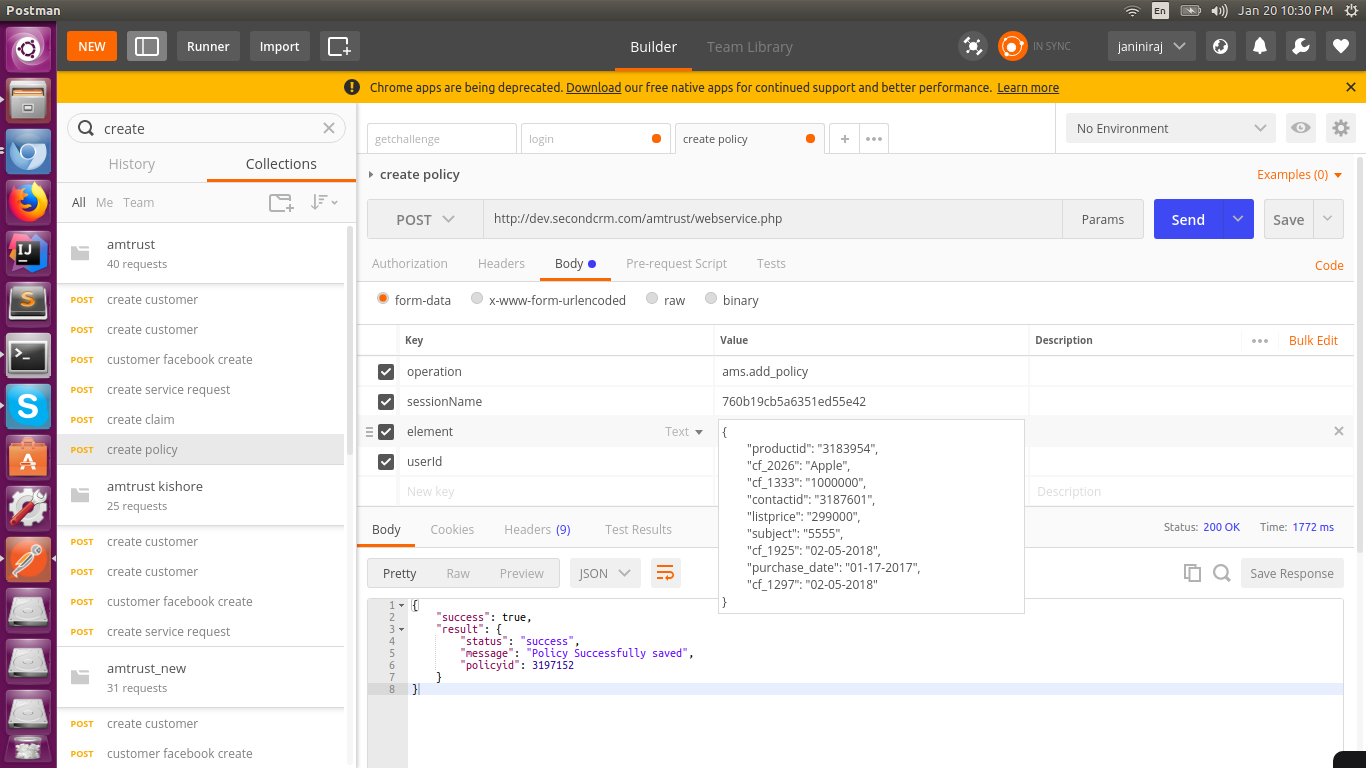 Postman
En
Jan 20 10:30 PM
NEW
Runner
Import
Builder
Team Library
IN SYNC
janiniraj
Chrome apps are being deprecated. Download our free native apps for continued support and better performance. Learn more
create
History
Collections
All Me Team
amtrust
40 requests
POST create customer
POST create customer
POST customer facebook create
POST create service request
POST create claim
POST create policy
amtrust kishore
25 requests
POST create customer
POST create customer
POST customer facebook create
POST create service request
amtrust_new
31 requests
POST create customer
POST customer facebook create
getchallenge
login
create policy
+
No Environment
create policy
Examples (0)
POST
http://dev.secondcrm.com/amtrust/webservice.php
Params
Send
Save
Authorization
Headers
Body
Pre-request Script
Tests
Code
form-data
x-www-form-urlencoded
raw
binary
Key Value Description
Bulk Edit
operation ams.add_policy
sessionName 760b19cb5a6351ed55e42
element Text
{
"productid": "3183954",
"cf_2026": "Apple",
"cf_1333": "1000000",
"contactid": "3187601",
"listprice": "299000",
"subject": "5555",
"cf_1925": "02-05-2018",
"purchase_date": "01-17-2017",
"cf_1297": "02-05-2018"
}
userId
New key Description
Body
Cookies
Headers (9)
Test Results
Status: 200 OK
Time: 1772 ms
Pretty
Raw
Preview
JSON
Save Response
1 {
2 "success": true,
3 "result": {
4 "status": "success",
5 "message": "Policy Successfully saved",
6 "policyid": 3197152
7 }
8 }